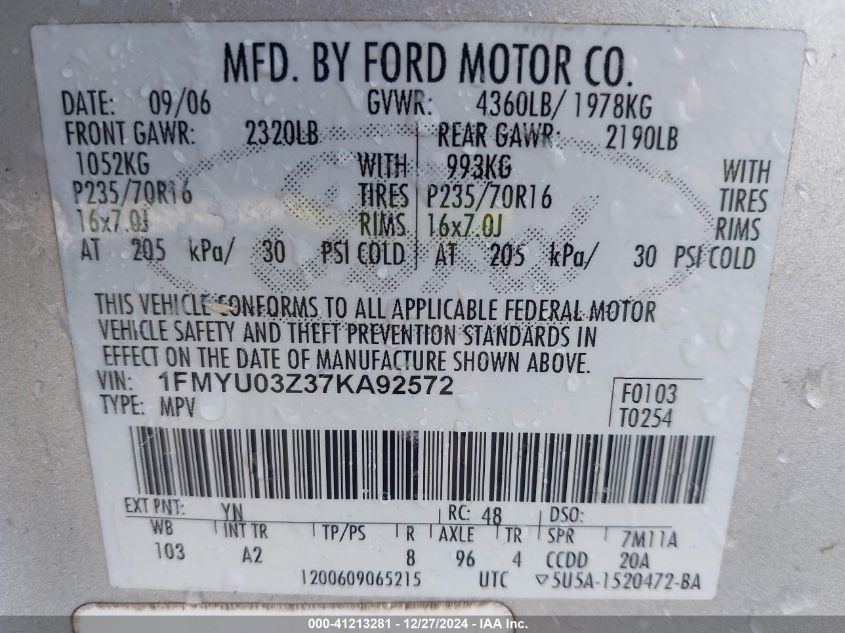 MFD. BY FORD MOTOR CO.
DATE: 09/06 GVWR: 4360LB/ 1978KG
FRONT GAWR: 2320LB REAR GAWR: 2190LB
1052KG WITH 993KG WITH
P235/70R16 TIRES P235/70R16 TIRES
16x7.0J RIMS 16x7.0J RIMS
AT 205 kPa/ 30 PSI COLD AT 205 kPa/ 30 PSI COLD
THIS VEHICLE CONFORMS TO ALL APPLICABLE FEDERAL MOTOR
VEHICLE SAFETY AND THEFT PREVENTION STANDARDS IN
EFFECT ON THE DATE OF MANUFACTURE SHOWN ABOVE.
VIN: 1FMYU03Z37KA92572 F0103
TYPE: MPV T0254
EXT PNT: YN RC: 48 DSO:
WB INT TR TP/PS R AXLE TR SPR 7M11A
103 A2 8 96 4 CCDD 20A
1200609065215 UTC ▽5U5A-1520472-BA
000-41213281 - 12/27/2024 - IMPROVEDVEHICLE.COM